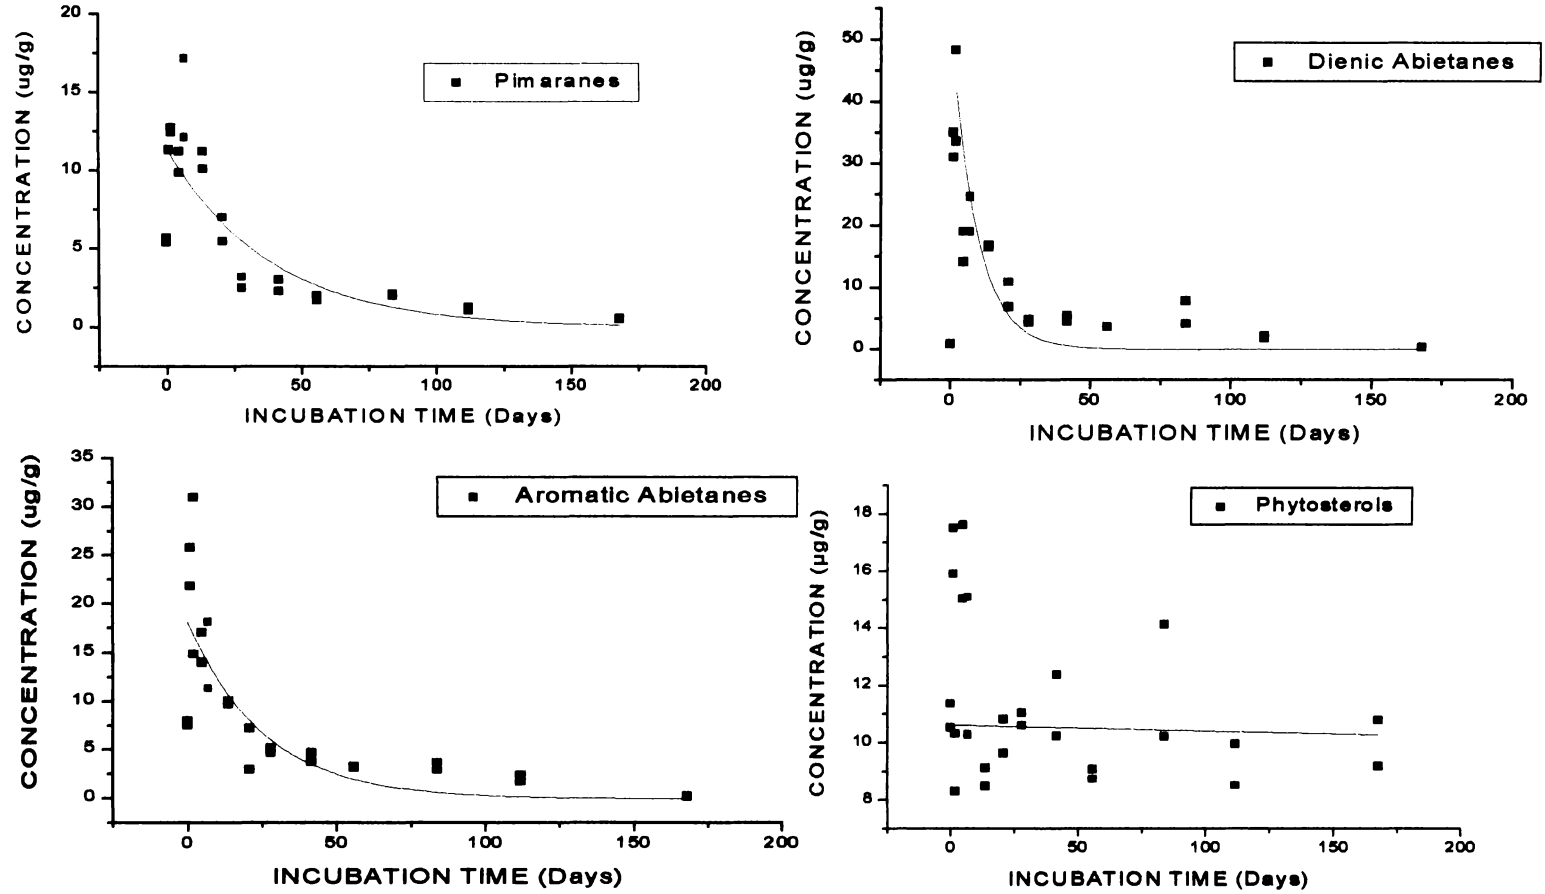 Pimaranes
CONCENTRATION (ug/g)
20
15
10
5
0
0 50 100 150 200
INCUBATION TIME (Days)
Dienic Abietanes
CONCENTRATION (ug/g)
50
40
30
20
10
0
0 50 100 150 200
INCUBATION TIME (Days)
Aromatic Abietanes
CONCENTRATION (ug/g)
35
30
25
20
15
10
5
0
0 50 100 150 200
INCUBATION TIME (Days)
Phytosterols
CONCENTRATION (µg/g)
18
16
14
12
10
8
0 50 100 150 200
INCUBATION TIME (Days)